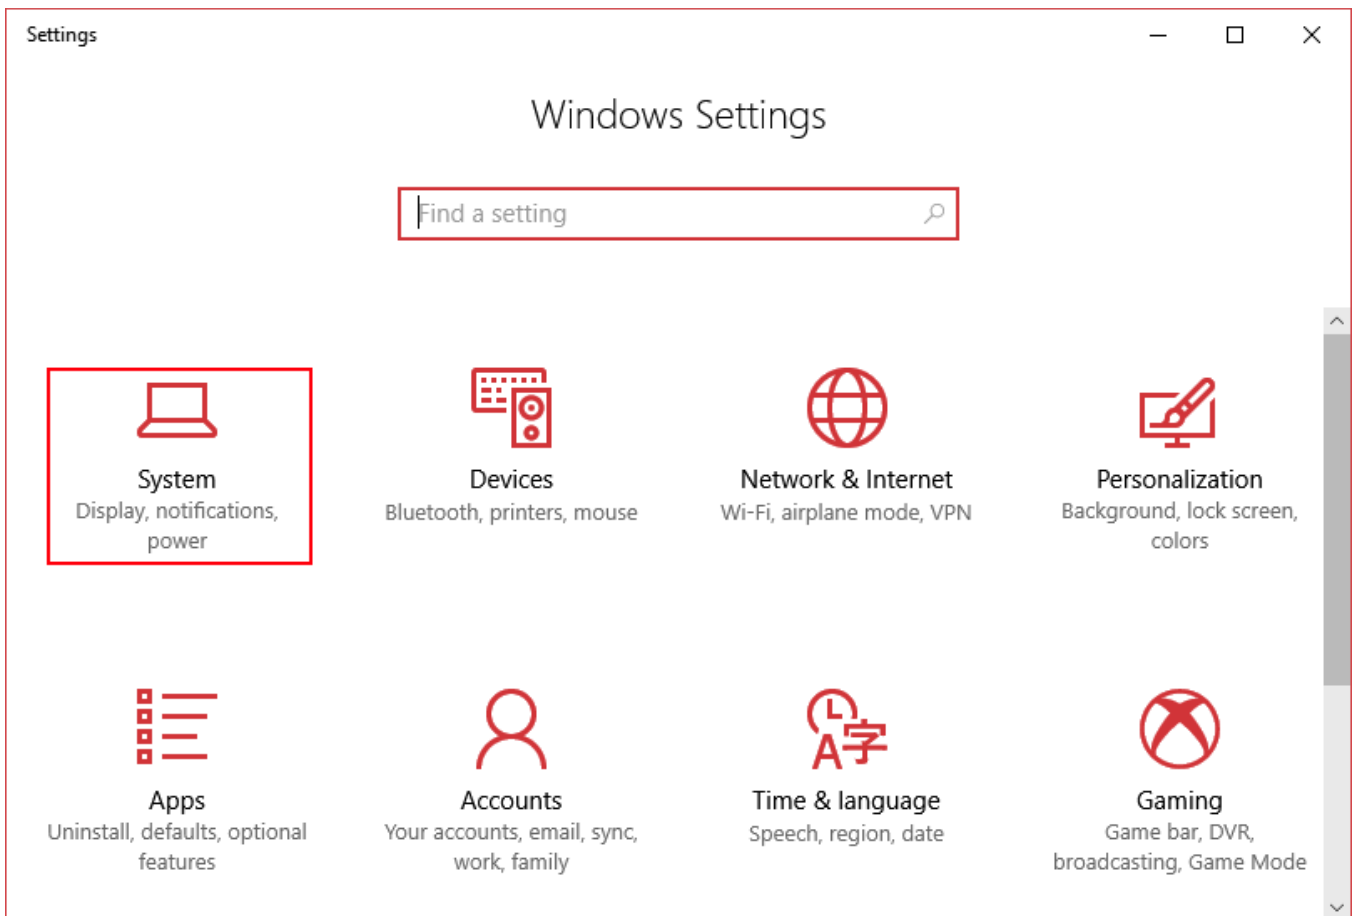 Settings
Windows Settings
Find a setting
System
Display, notifications,
power
Devices
Bluetooth, printers, mouse
Network & Internet
Wi-Fi, airplane mode, VPN
Personalization
Background, lock screen,
colors
Apps
Uninstall, defaults, optional
features
Accounts
Your accounts, email, sync,
work, family
A字
Time & language
Speech, region, date
Gaming
Game bar, DVR,
broadcasting, Game Mode